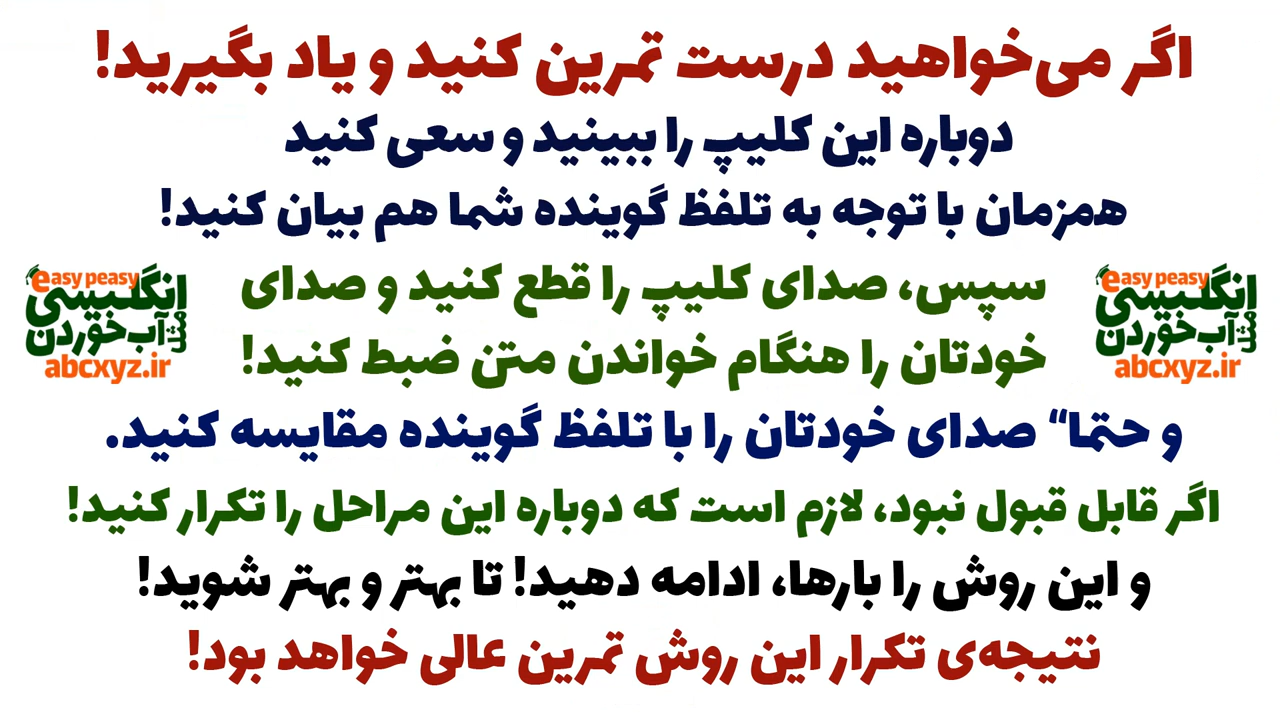 اگر می‌خواهید درست تمرین کنید و یاد بگیرید!
دوباره این کلیپ را ببینید و سعی کنید
همزمان با توجه به تلفظ گوینده شما هم بیان کنید!
سپس، صدای کلیپ را قطع کنید و صدای
خودتان را هنگام خواندن متن ضبط کنید!
easy peasy
انگلیسی
مثل آب‌خوردن
abcxyz.ir
easy peasy
انگلیسی
مثل آب‌خوردن
abcxyz.ir
و حتما“ صدای خودتان را با تلفظ گوینده مقایسه کنید.
اگر قابل قبول نبود، لازم است که دوباره این مراحل را تکرار کنید!
و این روش را بارها، ادامه دهید! تا بهتر و بهتر شوید!
نتیجه‌ی تکرار این روش تمرین عالی خواهد بود!